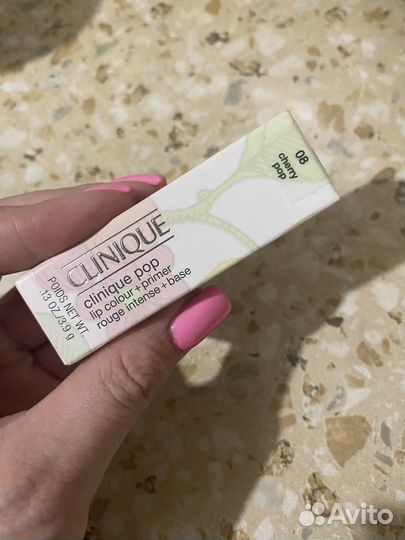 08
cherry
pop
CLINIQUE
clinique pop
lip colour+primer
rouge intense+base
POIDS NET WT
.13 OZ/3.9 g
Avito